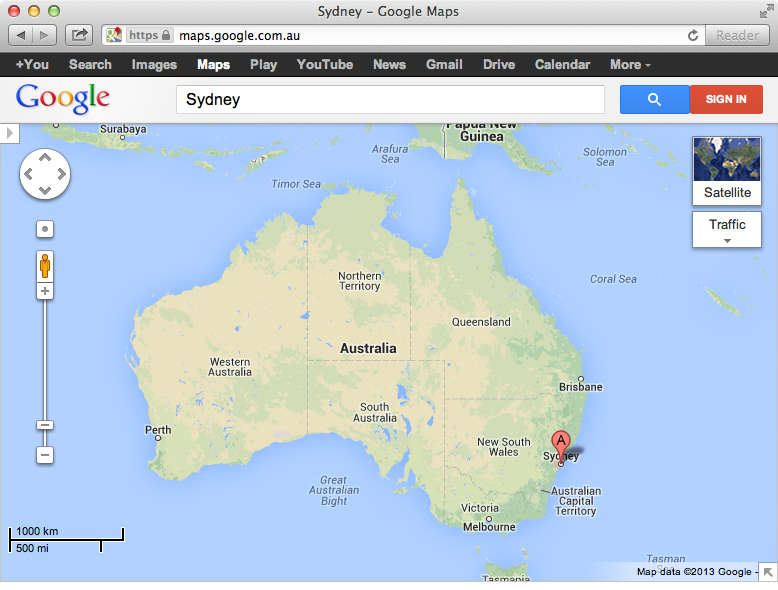 Sydney – Google Maps
https maps.google.com.au
Reader
+You Search Images Maps Play YouTube News Gmail Drive Calendar More
Google
Sydney
SIGN IN
Surabaya
Papua New
Guinea
Arafura
Sea
Solomon
Sea
Timor Sea
Satellite
Traffic
Northern
Territory
Coral Sea
Queensland
Australia
Western
Australia
Brisbane
South
Australia
Perth
A
New South
Wales
Sydney
Great
Australian
Bight
Australian
Capital
Territory
Victoria
Melbourne
1000 km
500 mi
Tasman
Map data ©2013 Google -
Tasmania